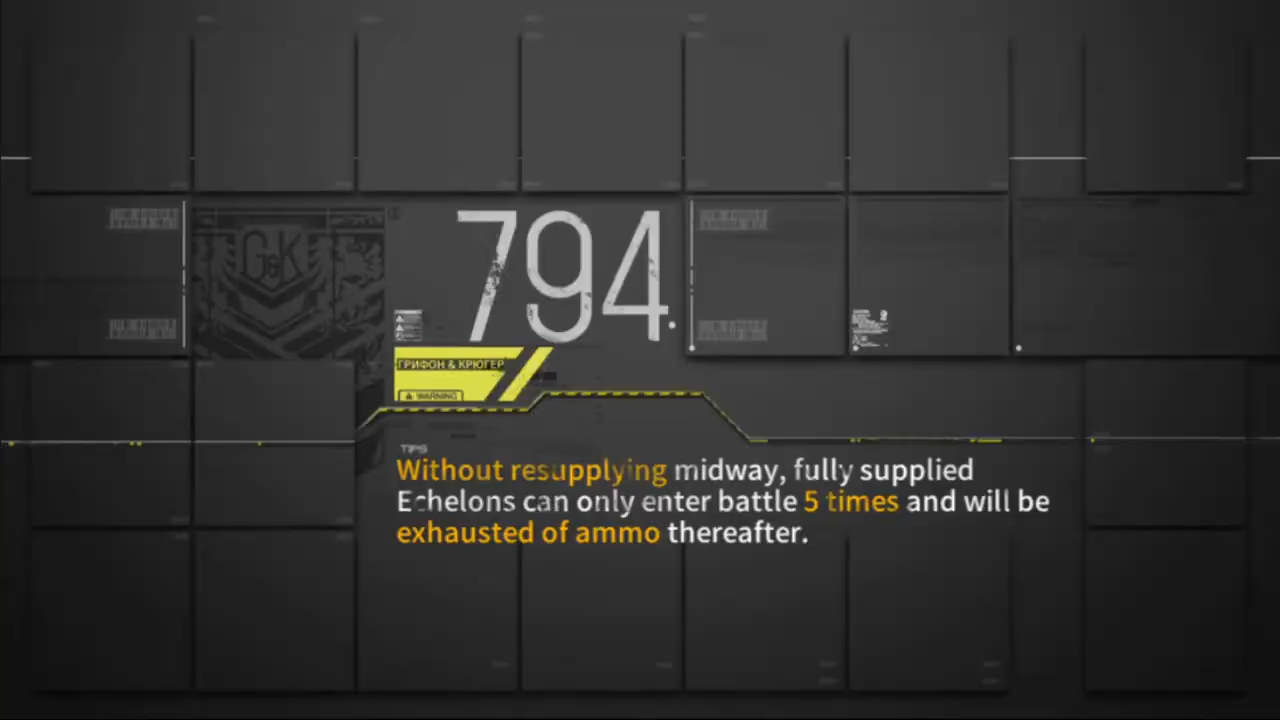 G&K
794.
ГРИФОН & КРЮГЕР
WARNING
TIPS
Without resupplying midway, fully supplied
Echelons can only enter battle 5 times and will be
exhausted of ammo thereafter.